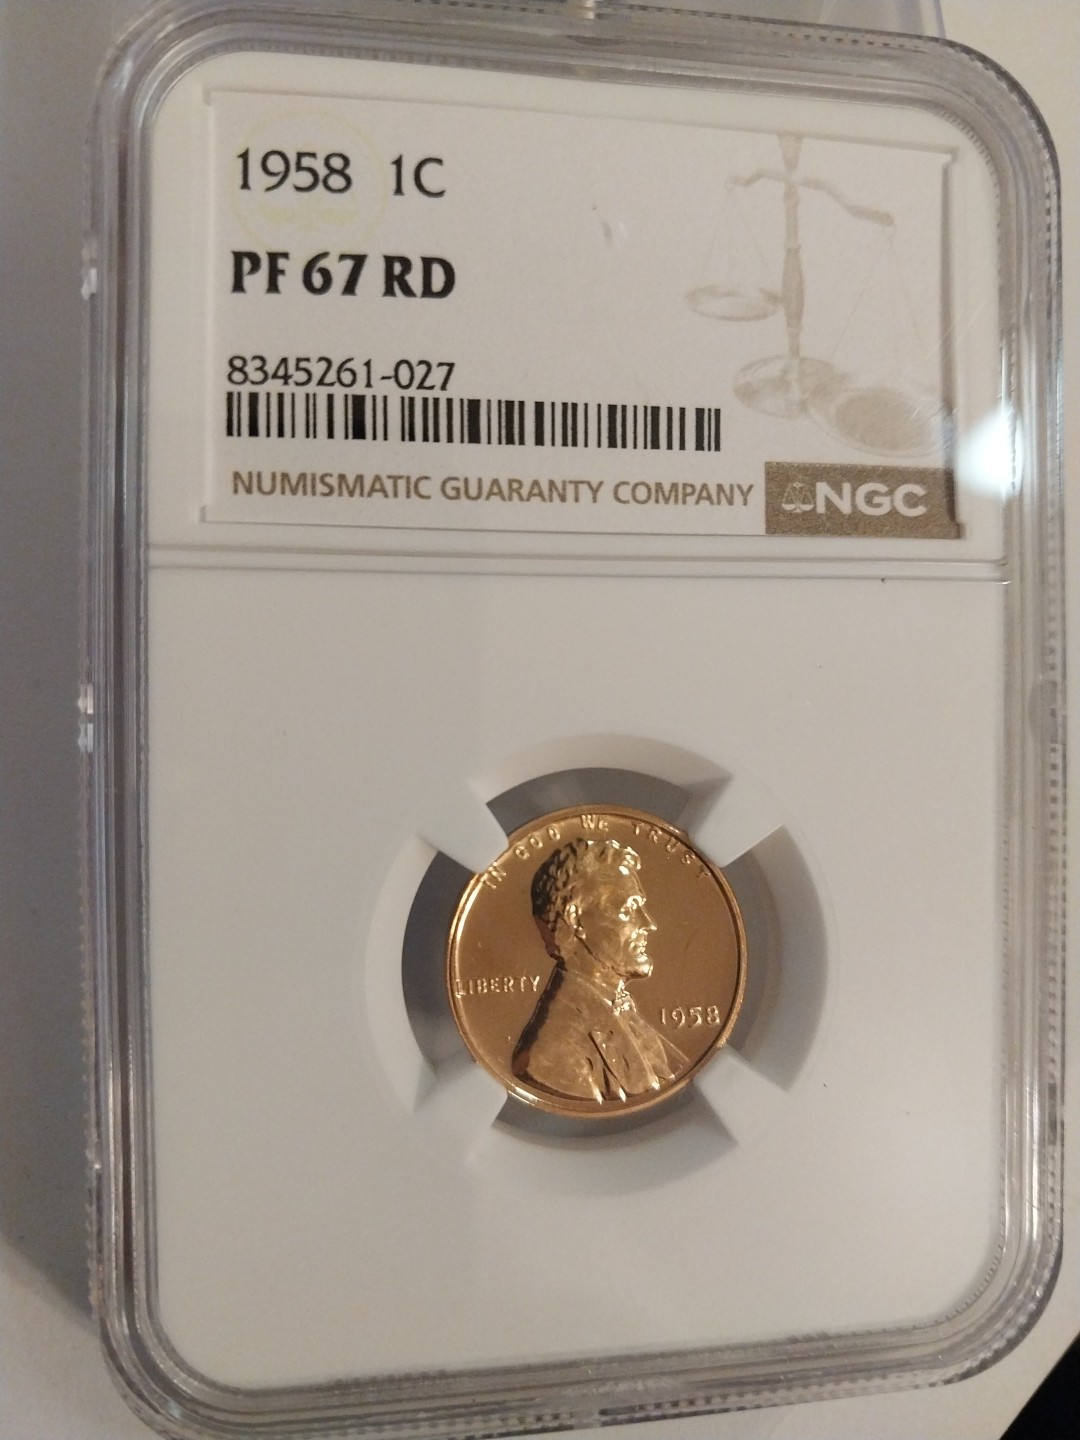 1958 1C
PF 67 RD
8345261-027
NUMISMATIC GUARANTY COMPANY NGC
IN GOD WE TRUST
LIBERTY
1958